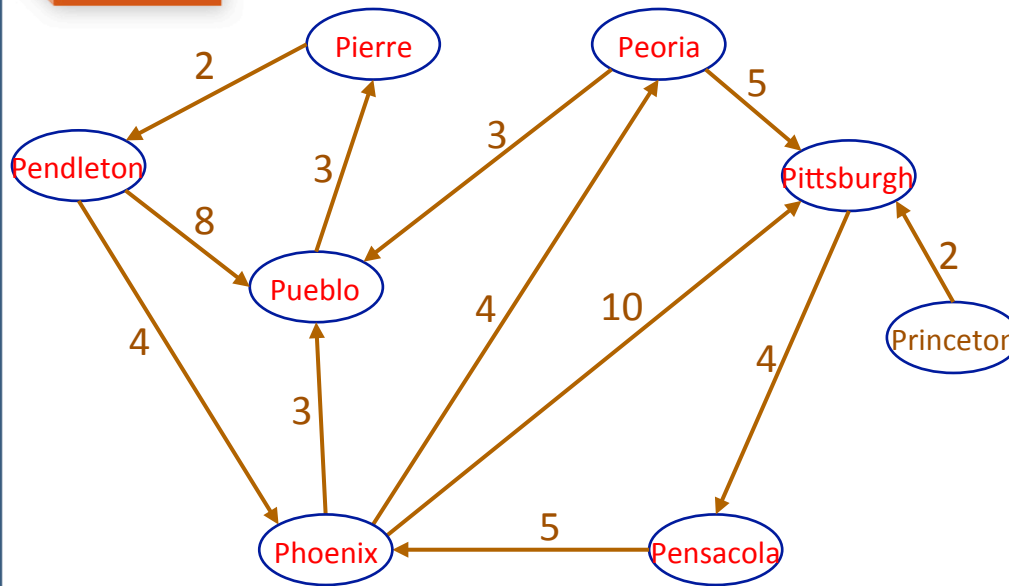 Pierre
Peoria
2
5
3
Pendleton
3
Pittsburgh
8
2
Pueblo
4
10
4
Princeton
4
3
5
Phoenix
Pensacola